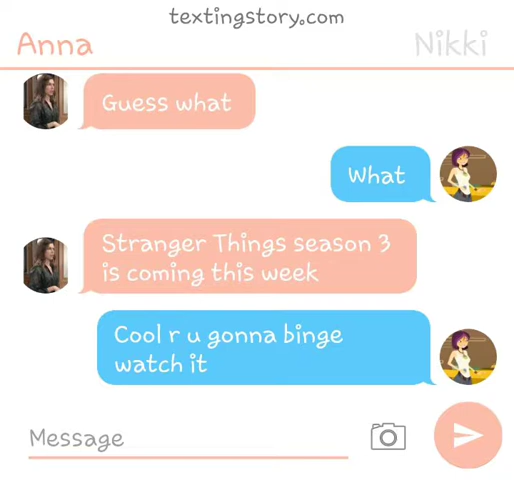 textingstory.com
Anna
Nikki
Guess what
What
Stranger Things season 3
is coming this week
Cool r u gonna binge
watch it
Message